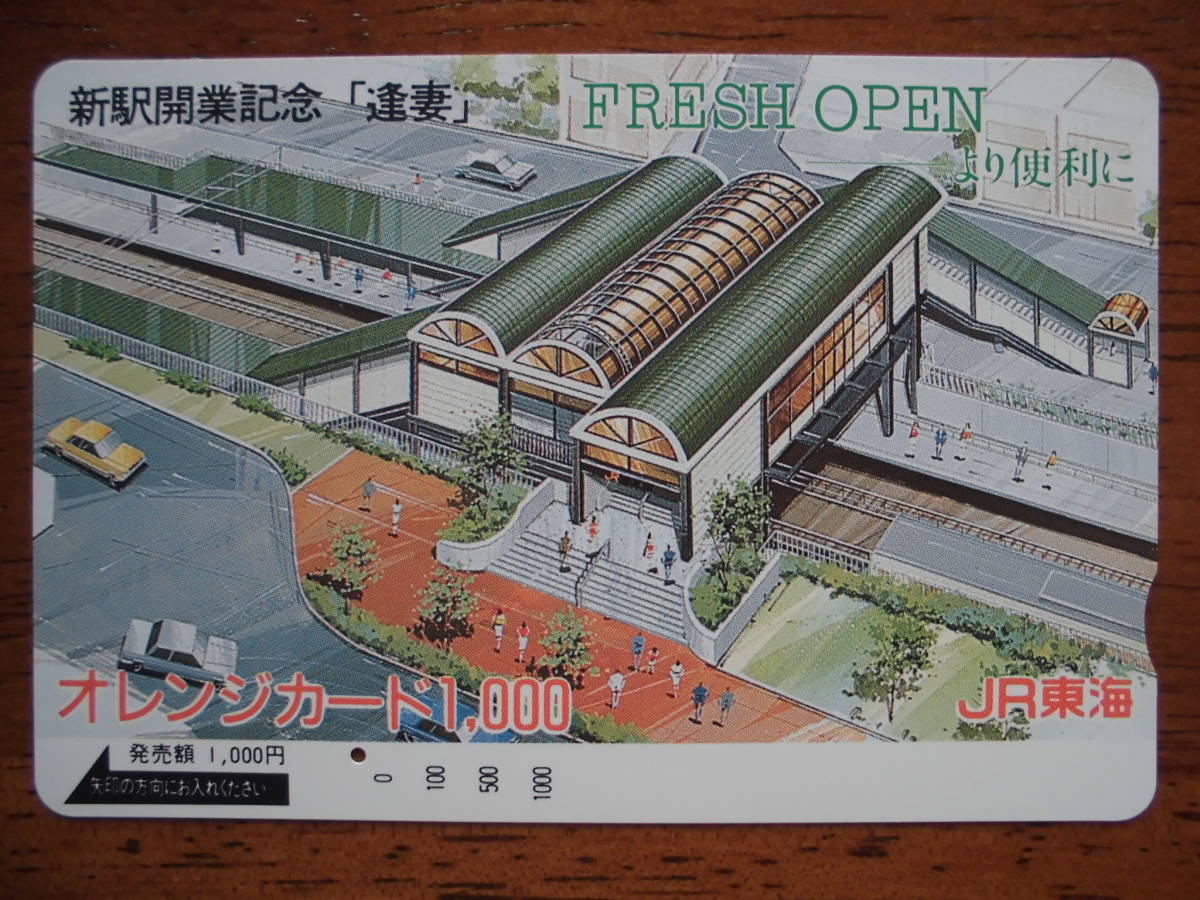 新駅開業記念「逢妻」
FRESH OPEN
より便利に
オレンジカード1,000
JR東海
発売額 1,000円
矢印の方向にお入れください
0 100 500 1000